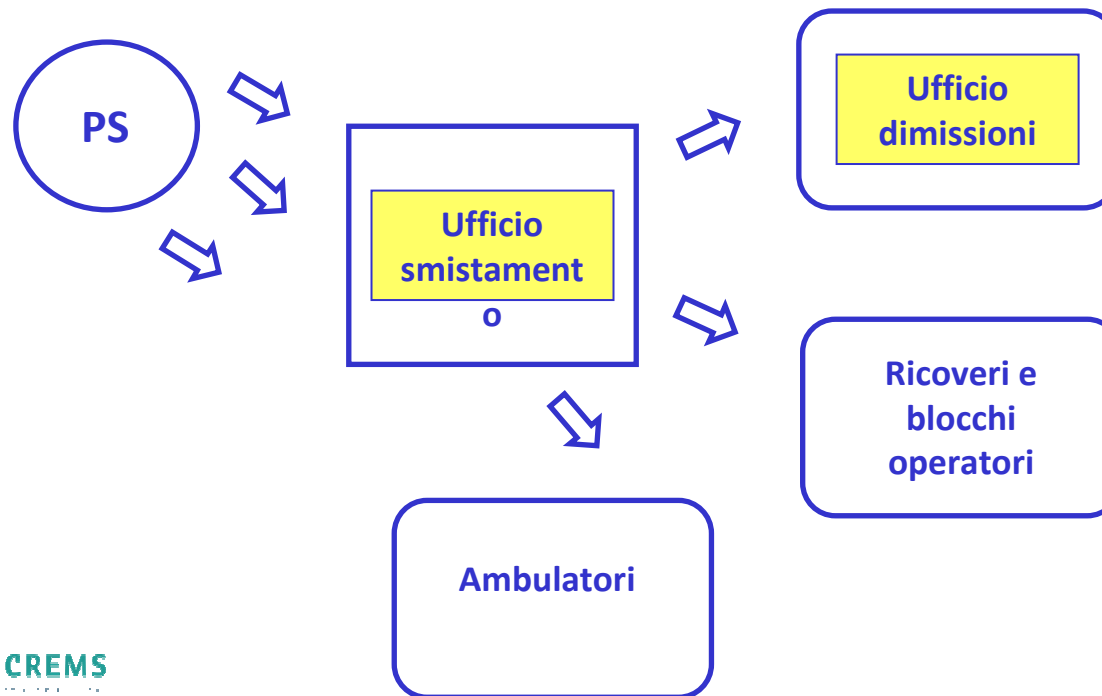 PS
Ufficio
smistament
o
Ufficio
dimissioni
Ricoveri e
blocchi
operatori
Ambulatori
CREMS